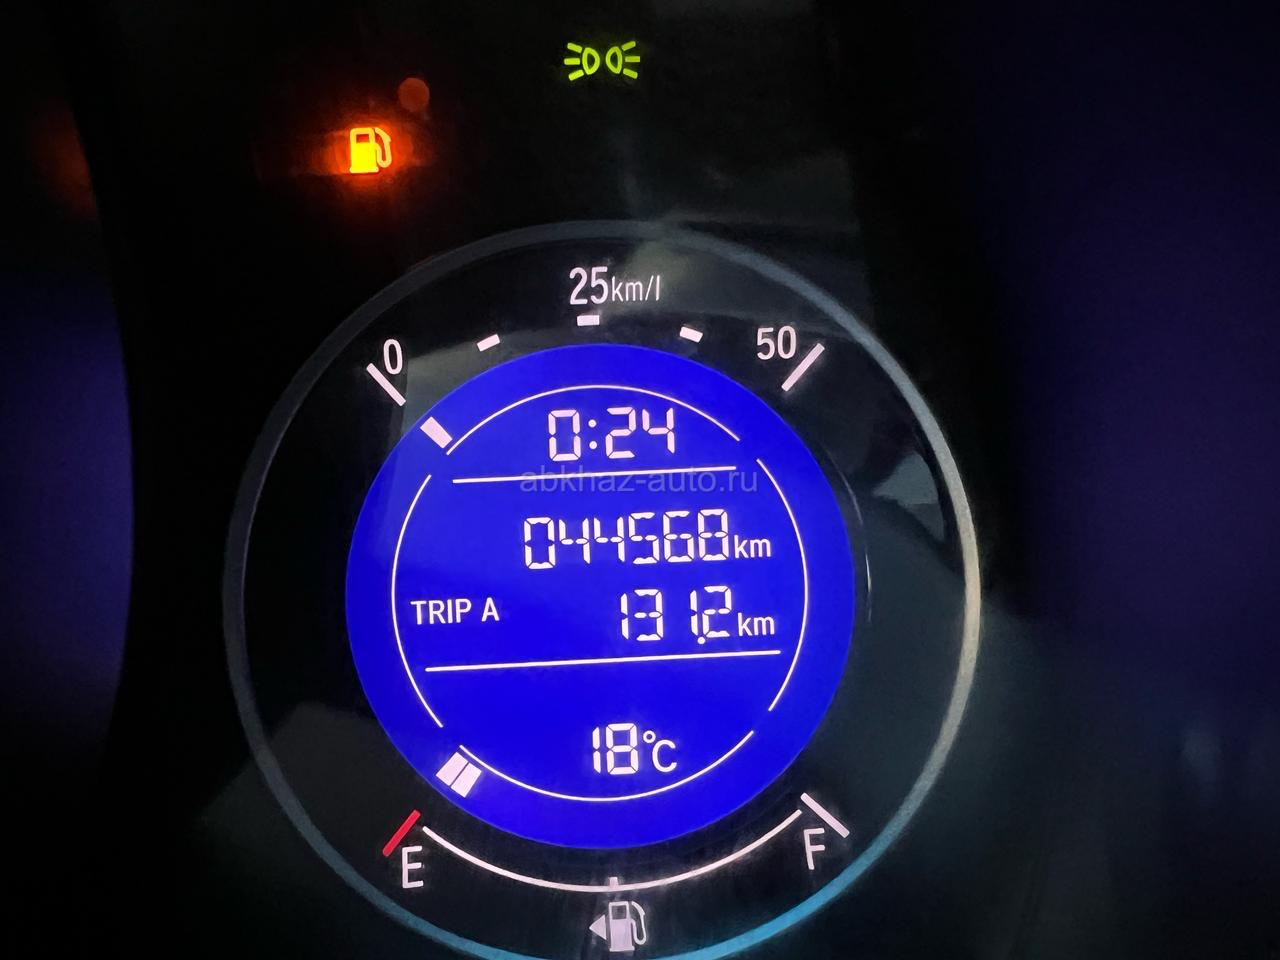 25km/l
0 50
0:24
abkhaz-auto.ru
044568km
TRIP A 131.2km
18°C
E F